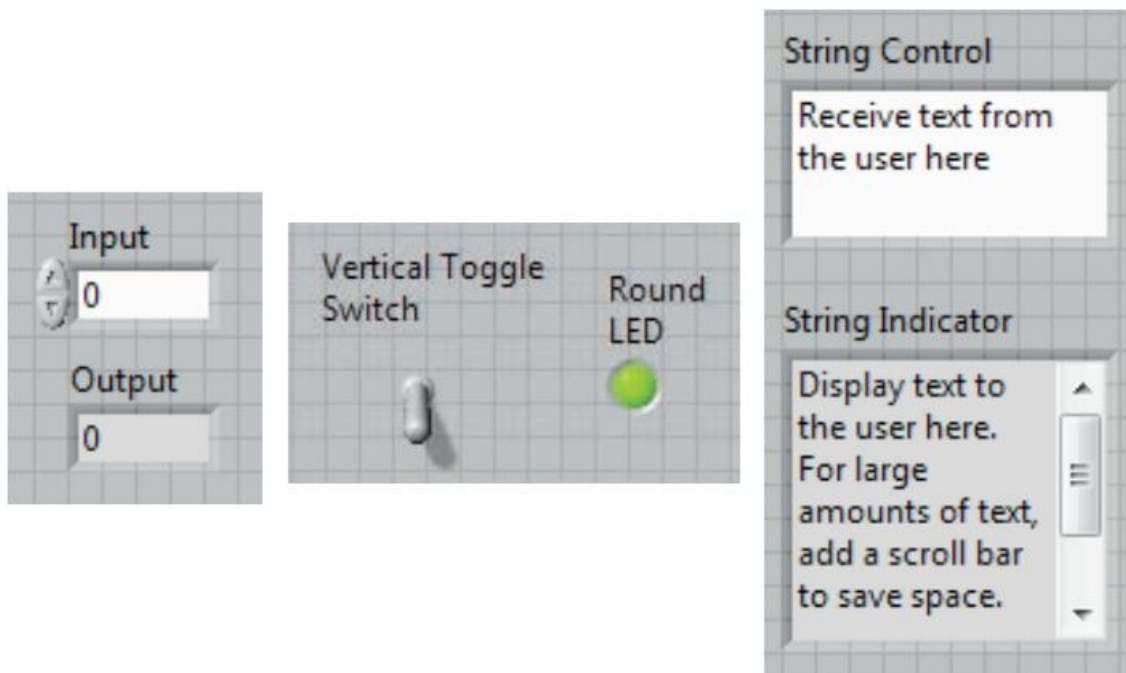 Input
0
Output
0
Vertical Toggle
Switch
Round
LED
String Control
Receive text from
the user here
String Indicator
Display text to
the user here.
For large
amounts of text,
add a scroll bar
to save space.